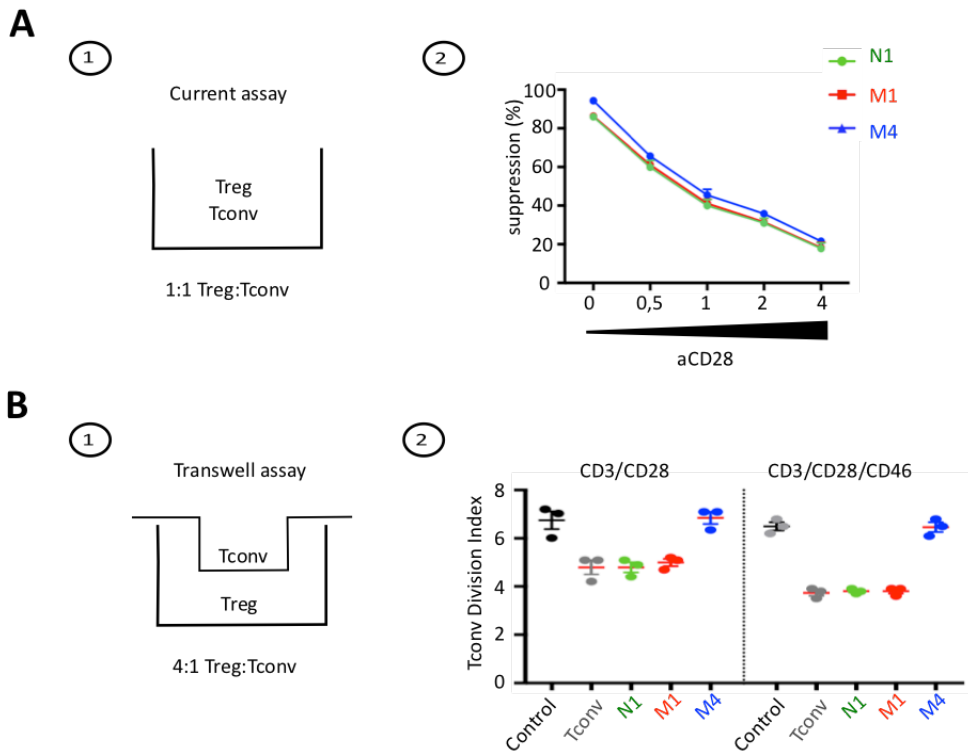 A
1
Current assay
Treg
Tconv
1:1 Treg:Tconv
2
N1
M1
M4
suppression (%)
100
80
60
40
20
0
0 0,5 1 2 4
aCD28
B
1
Transwell assay
Tconv
Treg
4:1 Treg:Tconv
2
CD3/CD28 CD3/CD28/CD46
Tconv Division Index
8
6
4
2
0
Control Tconv N1 M1 M4 Control Tconv N1 M1 M4